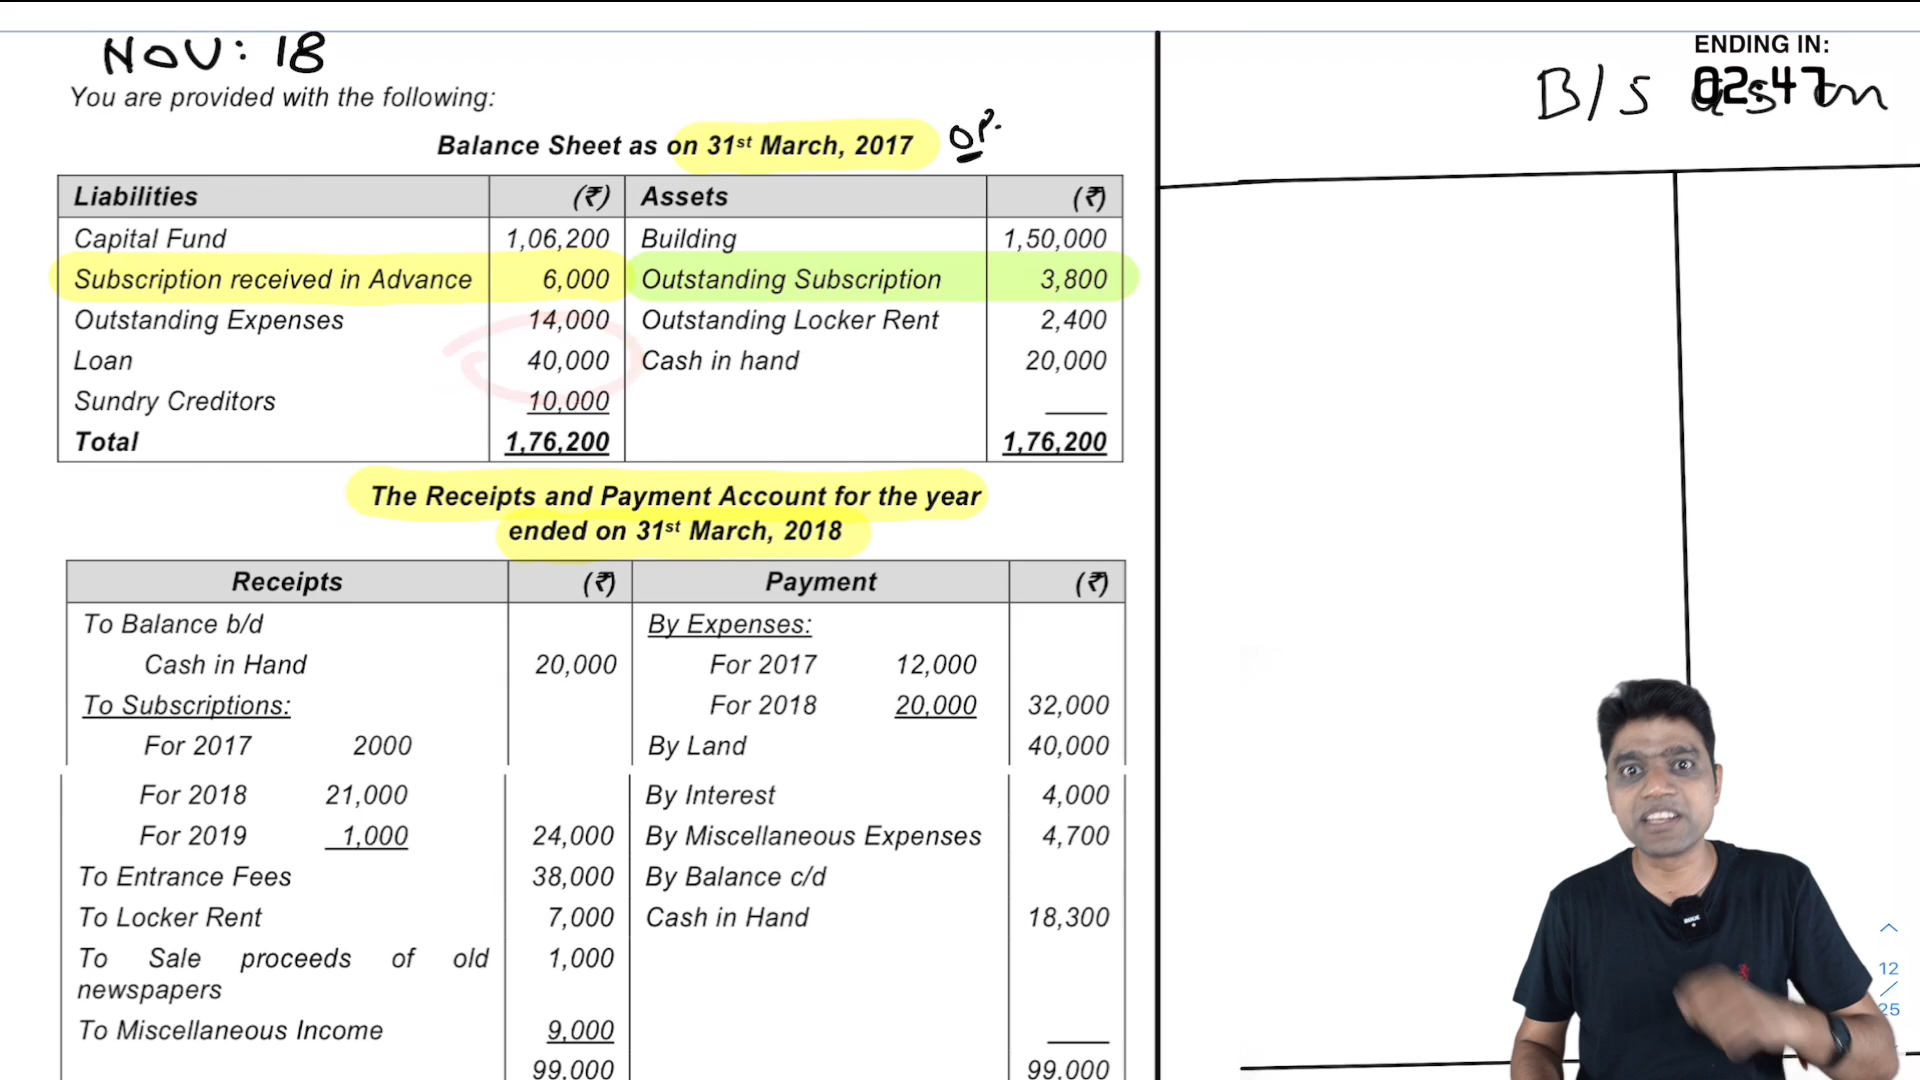 NOV: 18
ENDING IN:
02:47
B/S as on
You are provided with the following:
Balance Sheet as on 31st March, 2017 OP.
Liabilities (₹) Assets (₹)
Capital Fund 1,06,200 Building 1,50,000
Subscription received in Advance 6,000 Outstanding Subscription 3,800
Outstanding Expenses 14,000 Outstanding Locker Rent 2,400
Loan 40,000 Cash in hand 20,000
Sundry Creditors 10,000
Total 1,76,200 1,76,200
The Receipts and Payment Account for the year
ended on 31st March, 2018
Receipts (₹) Payment (₹)
To Balance b/d By Expenses:
Cash in Hand 20,000 For 2017 12,000
To Subscriptions: For 2018 20,000 32,000
For 2017 2000 By Land 40,000
For 2018 21,000 By Interest 4,000
For 2019 1,000 24,000 By Miscellaneous Expenses 4,700
To Entrance Fees 38,000 By Balance c/d
To Locker Rent 7,000 Cash in Hand 18,300
To Sale proceeds of old 1,000
newspapers
To Miscellaneous Income 9,000
99,000 99,000
12
/
25